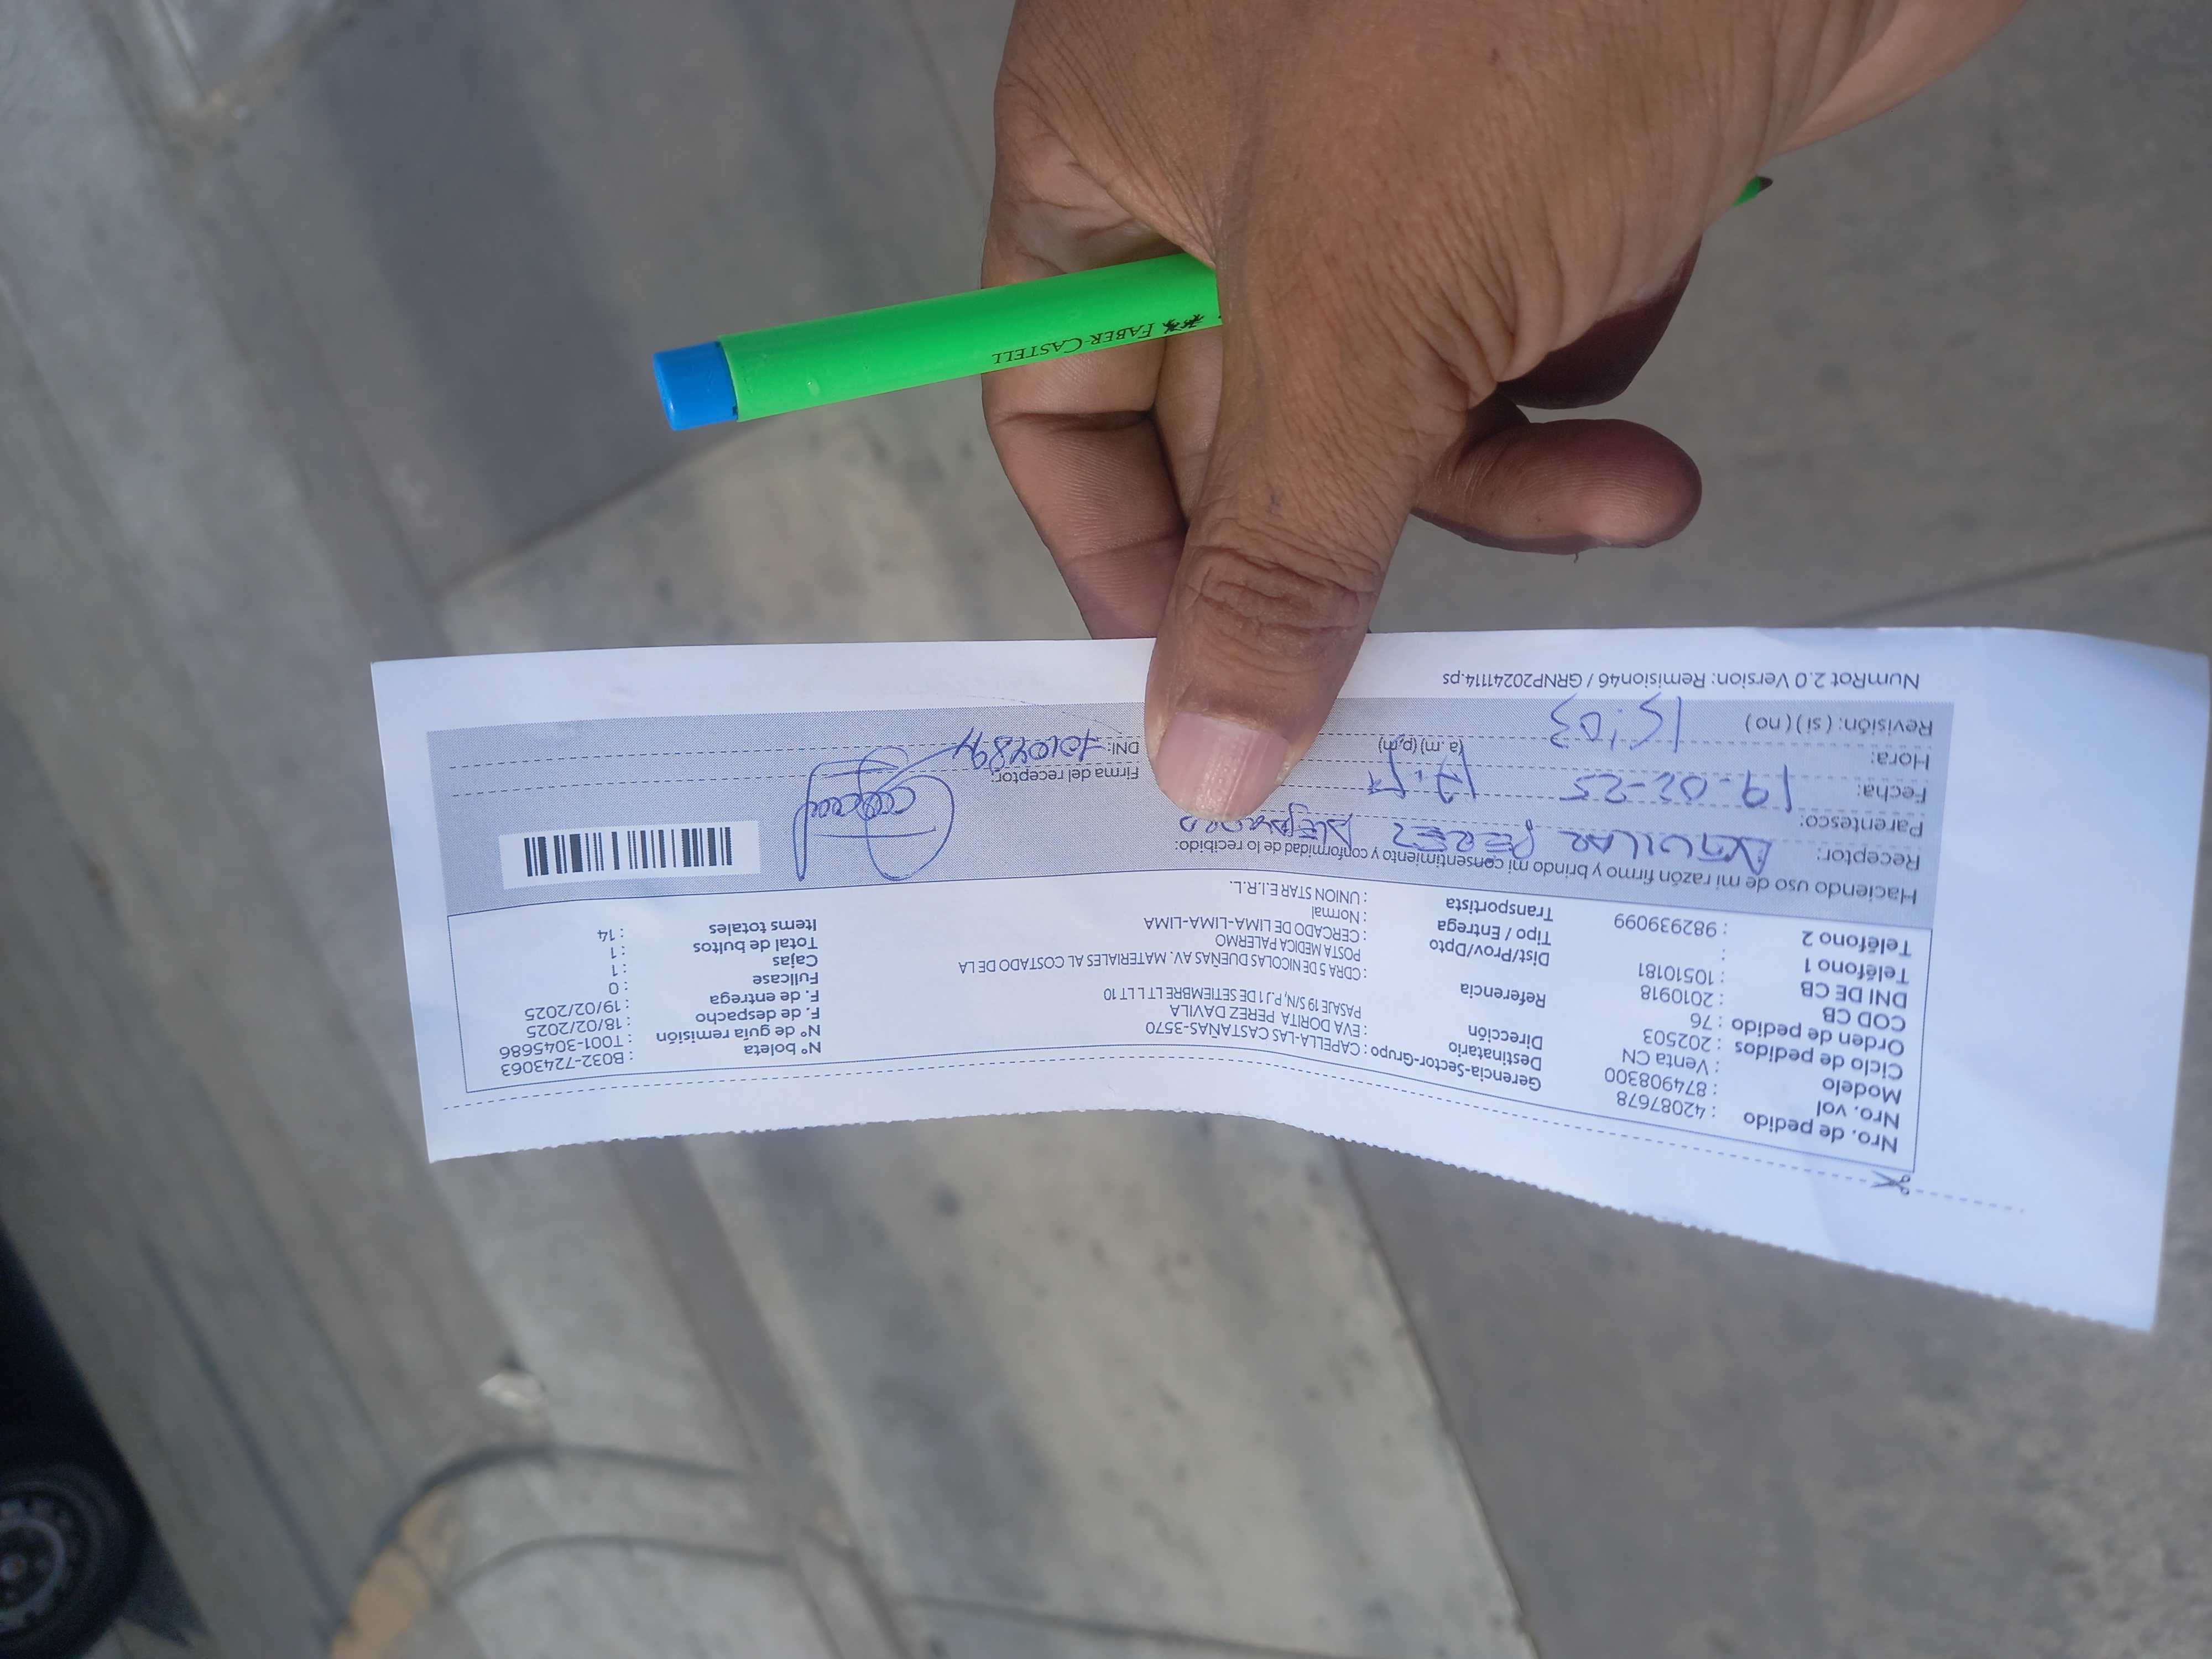 Nro. de pedido : 42087678
Nro. vol : 874908300
Modelo : Venta CN
Ciclo de pedidos : 202503
Orden de pedido : 76
COD CB : 2010918
DNI DE CB : 10510181
Teléfono 1 :
Teléfono 2 : 982939099
Gerencia-Sector-Grupo : CAPELLA-LAS CASTAÑAS-3570
Destinatario : EVA DORITA PEREZ DAVILA
Dirección PASAJE 19 S/N, P.J 1 DE SETIEMBRE LT L LT 10
Referencia : CDRA 5 DE NICOLAS DUEÑAS AV. MATERIALES AL COSTADO DE LA
POSTA MEDICA PALERMO
Dist/Prov/Dpto : CERCADO DE LIMA-LIMA-LIMA
Tipo / Entrega : Normal
Transportista : UNION STAR E.I.R.L.
N° boleta : B032-7243063
N° de guía remisión : T001-3045686
F. de despacho : 18/02/2025
F. de entrega : 19/02/2025
Fullcase : 0
Cajas : 1
Total de bultos : 1
Items totales : 14
Haciendo uso de mi razón firmo y brindo mi consentimiento y conformidad de lo recibido:
Receptor: AGUILAR PEREZ ALEJANDRO
Parentesco:
Fecha: 19-02-25
Hora: (a. m) (p. m)
Revisión: ( si ) ( no ) 15:03
Firma del receptor:
DNI:
NumRot 2.0 Version: Remision46 / GRNP20241114.ps
FABER-CASTELL